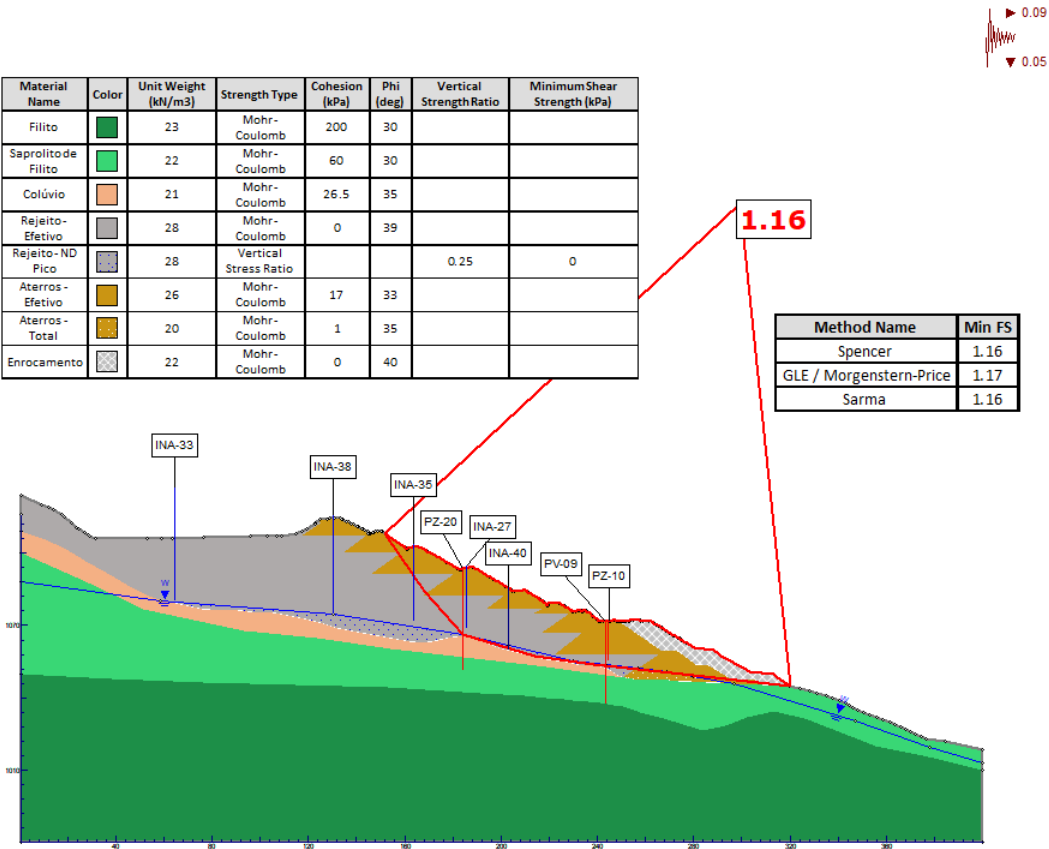 ▶ 0.09
▼ 0.05
Material Name Color Unit Weight (kN/m3) Strength Type Cohesion (kPa) Phi (deg) Vertical Strength Ratio Minimum Shear Strength (kPa)
Filito 23 Mohr-Coulomb 200 30
Saprolito de Filito 22 Mohr-Coulomb 60 30
Colúvio 21 Mohr-Coulomb 26.5 35
Rejeito-Efetivo 28 Mohr-Coulomb 0 39
Rejeito-ND Pico 28 Vertical Stress Ratio 0.25 0
Aterros - Efetivo 26 Mohr-Coulomb 17 33
Aterros - Total 20 Mohr-Coulomb 1 35
Enrocamento 22 Mohr-Coulomb 0 40
1.16
Method Name Min FS
Spencer 1.16
GLE / Morgenstern-Price 1.17
Sarma 1.16
INA-33
INA-38
INA-35
PZ-20
INA-27
INA-40
PV-09
PZ-10
W
W
1070
1010
40 80 120 160 200 240 280 320 360